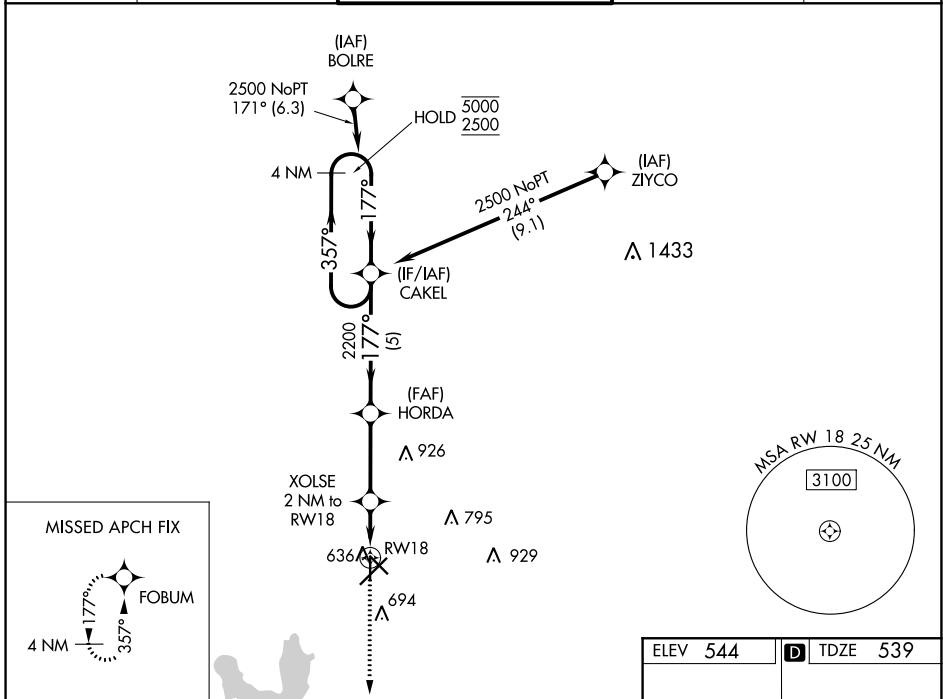 (IAF)
BOLRE
2500 NoPT
171° (6.3)
HOLD 5000
2500
4 NM
177°
357°
(IAF)
ZIYCO
2500 NoPT
244°
(9.1)
1433
(IF/IAF)
CAKEL
2200
177°
(5)
(FAF)
HORDA
926
XOLSE
2 NM to
RW18
795
636
RW18
929
694
MSA RW 18 25 NM
3100
MISSED APCH FIX
FOBUM
177°
357°
4 NM
ELEV 544
D TDZE 539